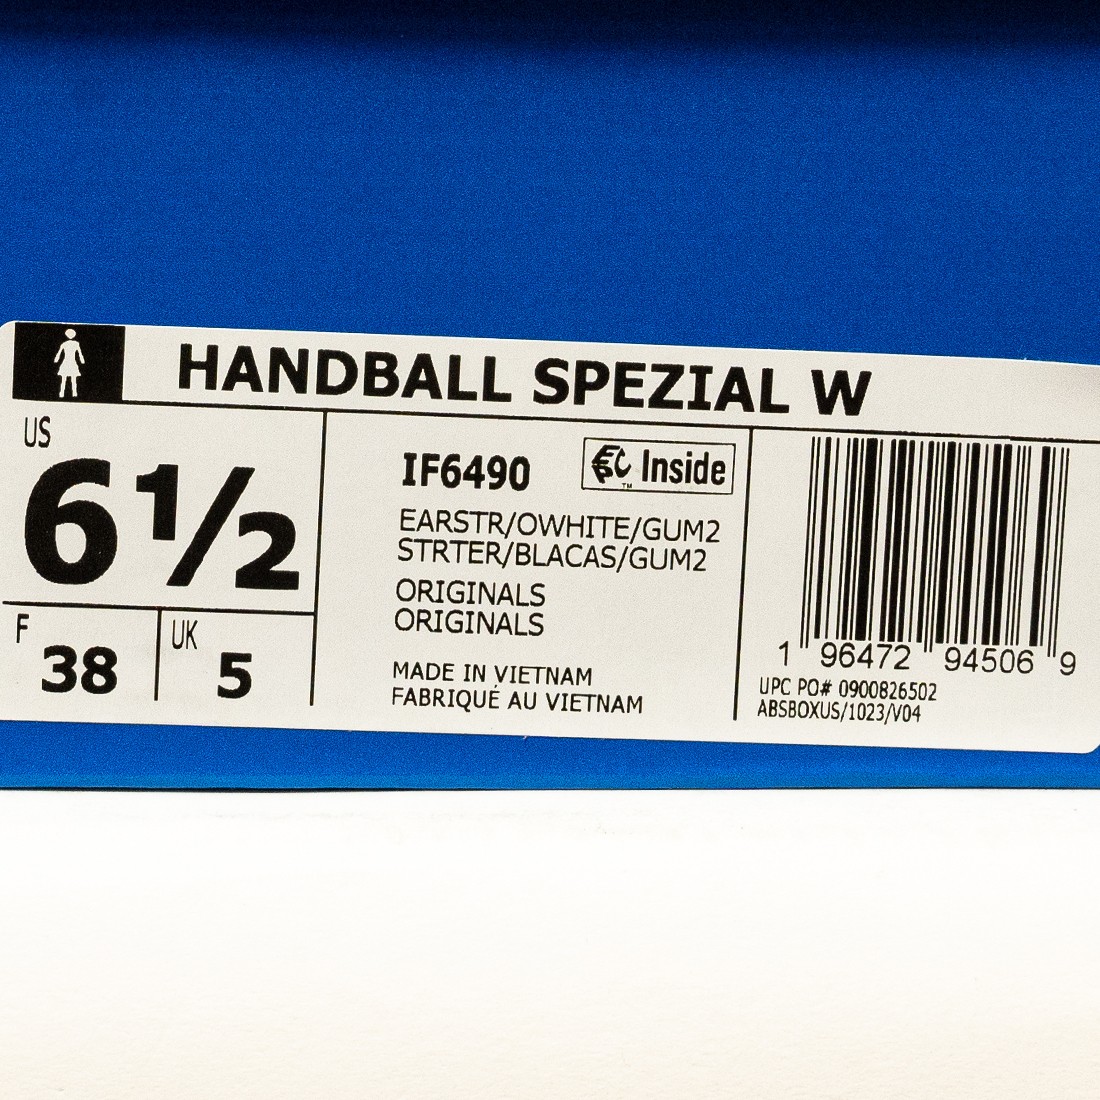 HANDBALL SPEZIAL W
US
6½
F
38
UK
5
IF6490
EPC™ Inside
EARSTR/OWHITE/GUM2
STRTER/BLACAS/GUM2
ORIGINALS
ORIGINALS
MADE IN VIETNAM
FABRIQUÉ AU VIETNAM
1 96472 94506 9
UPC PO# 0900826502
ABSBOXUS/1023/V04